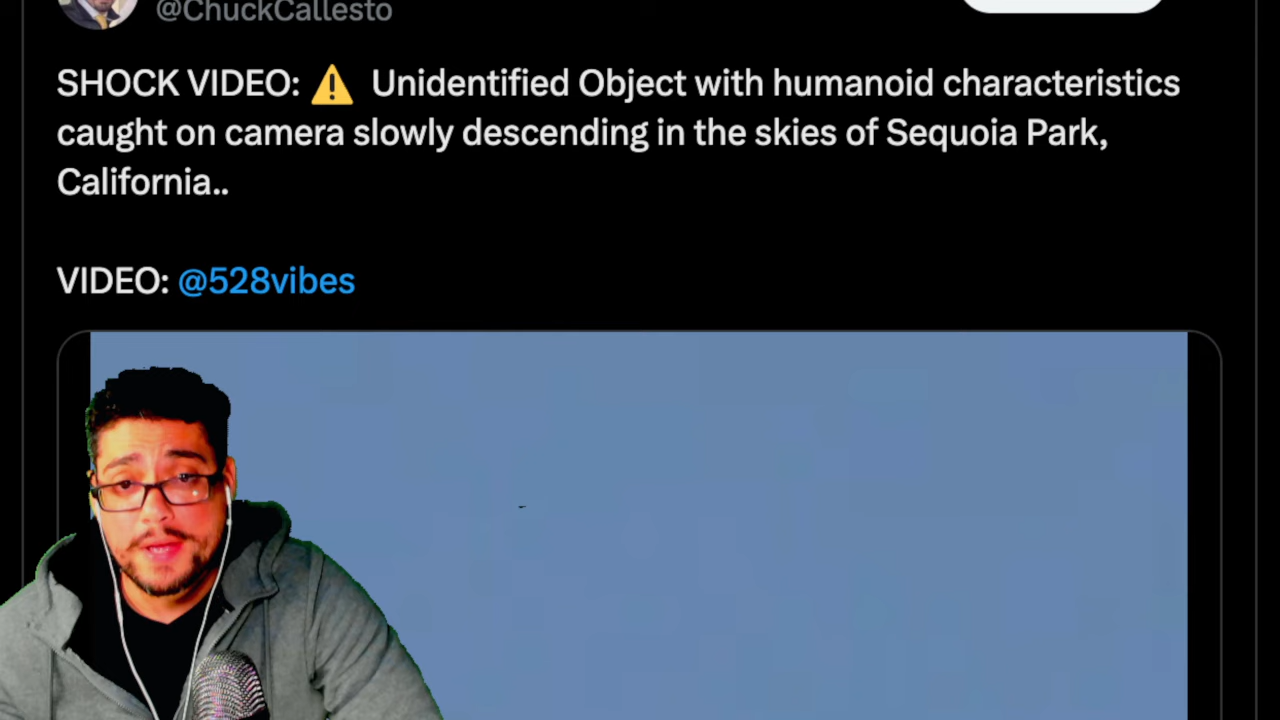 @ChuckCallesto
SHOCK VIDEO: ⚠️ Unidentified Object with humanoid characteristics
caught on camera slowly descending in the skies of Sequoia Park,
California..
VIDEO: @528vibes